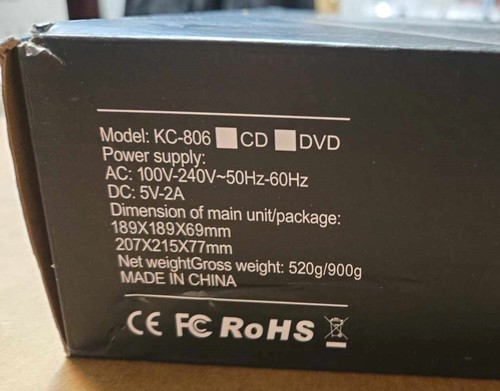 Model: KC-806 CD DVD
Power supply:
AC: 100V-240V~50Hz-60Hz
DC: 5V-2A
Dimension of main unit/package:
189X189X69mm
207X215X77mm
Net weightGross weight: 520g/900g
MADE IN CHINA
CE FC RoHS